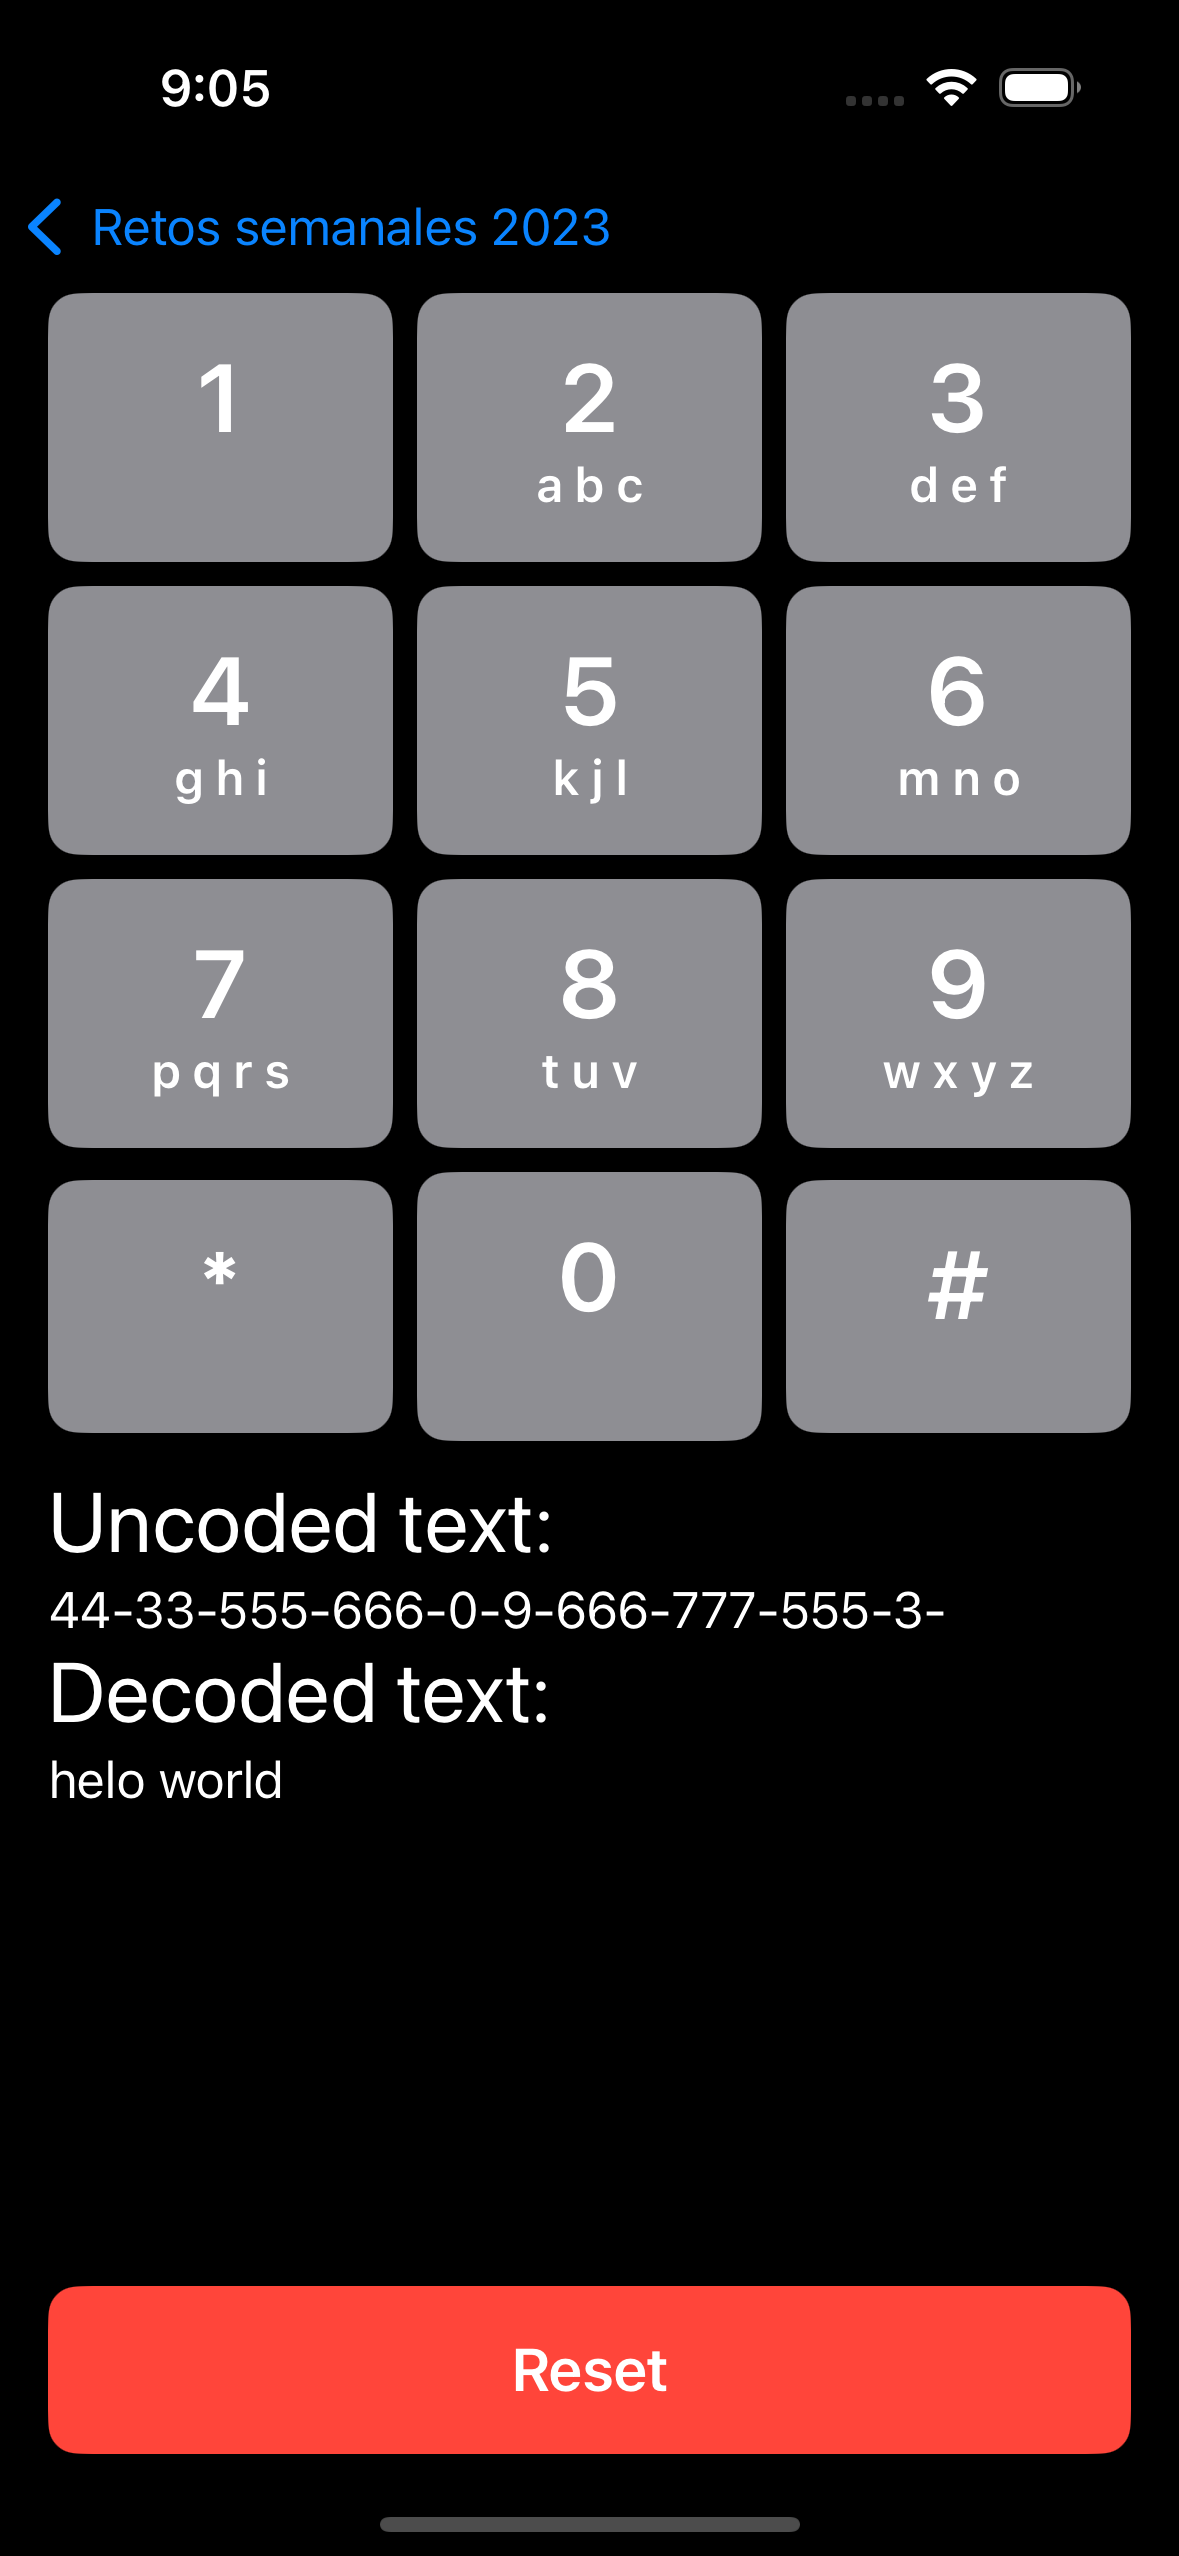 9:05
Retos semanales 2023
1 2 3
a b c d e f
4 5 6
g h i k j l m n o
7 8 9
p q r s t u v w x y z
* 0 #
Uncoded text:
44-33-555-666-0-9-666-777-555-3-
Decoded text:
helo world
Reset